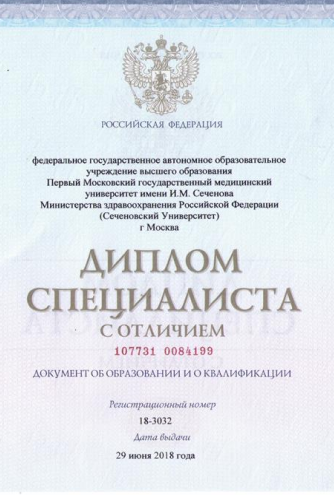 РОССИЙСКАЯ ФЕДЕРАЦИЯ
федеральное государственное автономное образовательное
учреждение высшего образования
Первый Московский государственный медицинский
университет имени И.М. Сеченова
Министерства здравоохранения Российской Федерации
(Сеченовский Университет)
г Москва
ДИПЛОМ
СПЕЦИАЛИСТА
С ОТЛИЧИЕМ
107731 0084199
ДОКУМЕНТ ОБ ОБРАЗОВАНИИ И О КВАЛИФИКАЦИИ
Регистрационный номер
18-3032
Дата выдачи
29 июня 2018 года